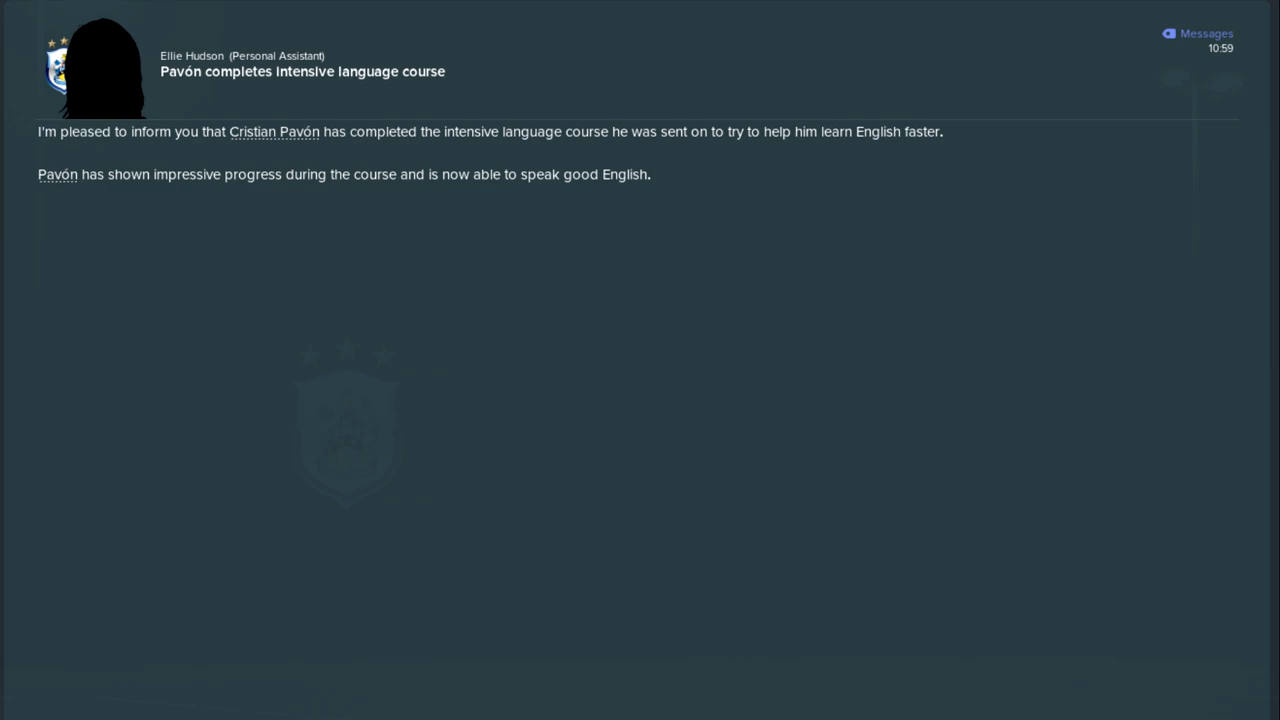 Messages
10:59
Ellie Hudson (Personal Assistant)
Pavón completes intensive language course
I'm pleased to inform you that Cristian Pavón has completed the intensive language course he was sent on to try to help him learn English faster.
Pavón has shown impressive progress during the course and is now able to speak good English.